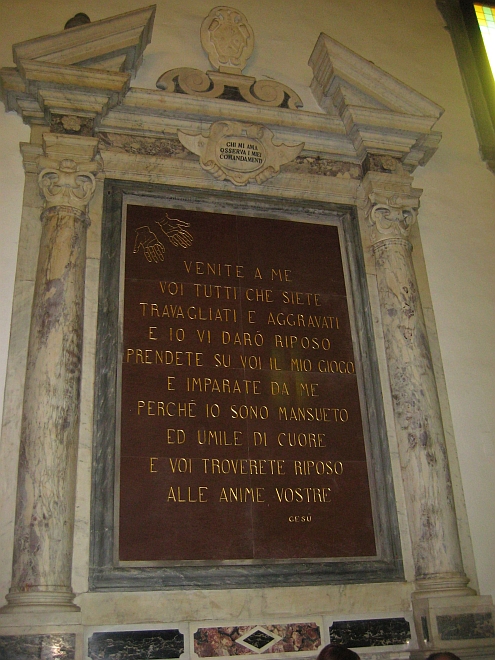 CHI MI AMA
OSSERVA I MIEI
COMANDAMENTI
VENITE A ME
VOI TUTTI CHE SIETE
TRAVAGLIATI E AGGRAVATI
E IO VI DARÒ RIPOSO
PRENDETE SU VOI IL MIO GIOGO
E IMPARATE DA ME
PERCHÉ IO SONO MANSUETO
ED UMILE DI CUORE
E VOI TROVERETE RIPOSO
ALLE ANIME VOSTRE
GESÙ